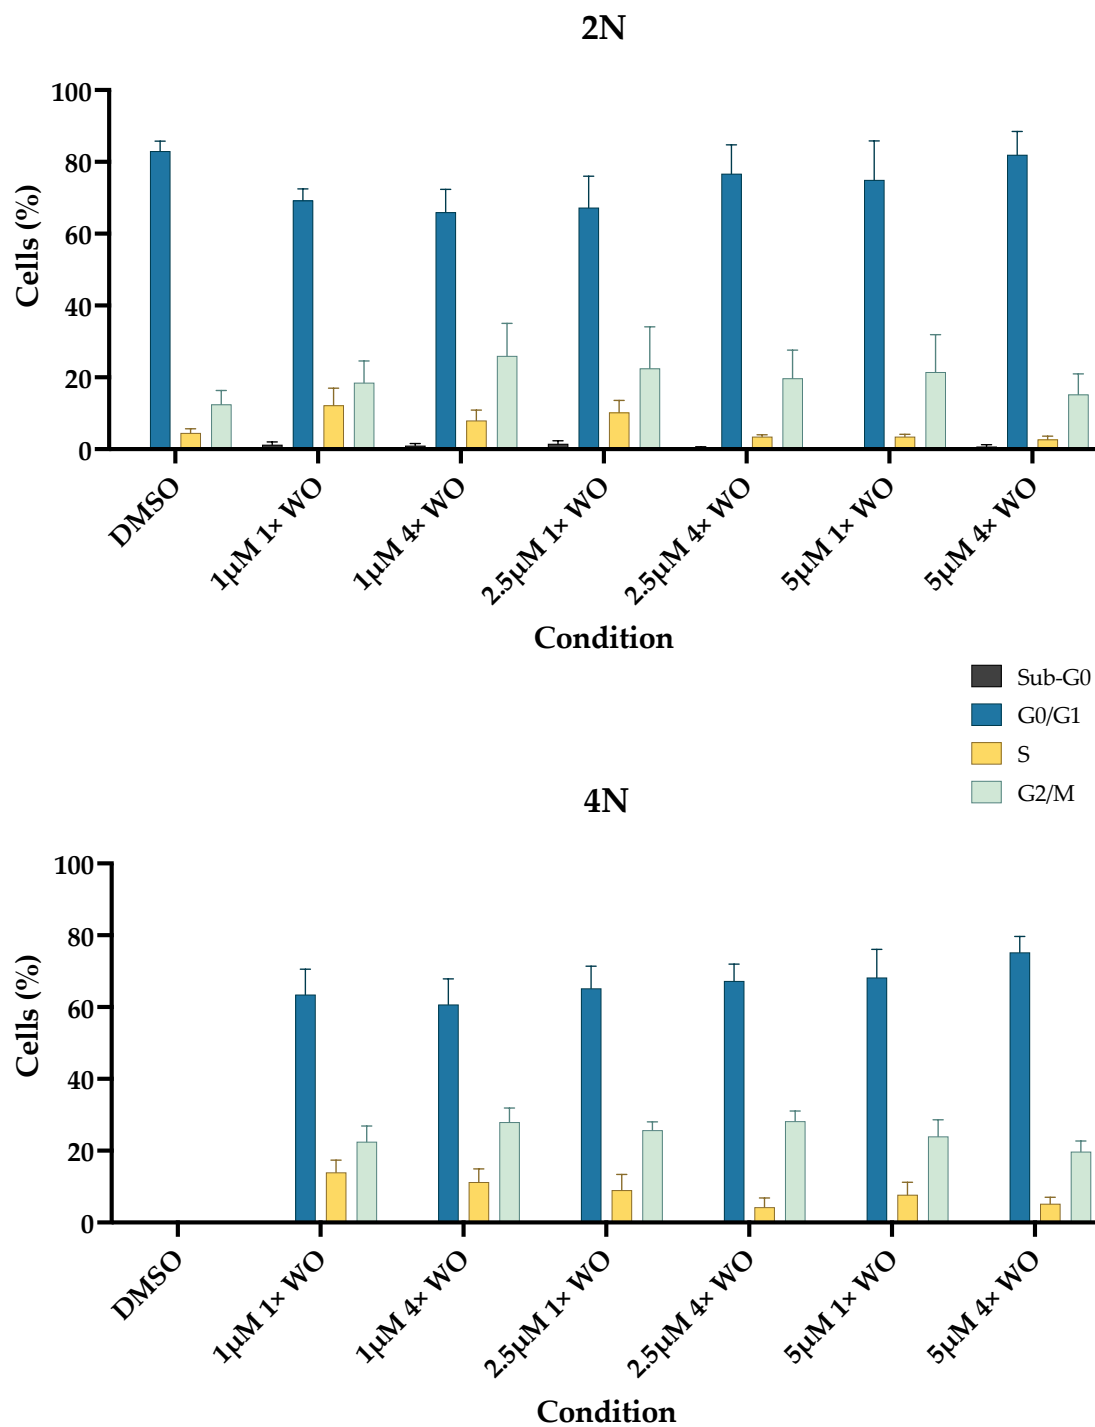 2N
100
80
60
40
20
0
Cells (%)
DMSO
1μM 1× WO
1μM 4× WO
2.5μM 1× WO
2.5μM 4× WO
5μM 1× WO
5μM 4× WO
Condition
Sub-G0
G0/G1
S
G2/M
4N
100
80
60
40
20
0
Cells (%)
DMSO
1μM 1× WO
1μM 4× WO
2.5μM 1× WO
2.5μM 4× WO
5μM 1× WO
5μM 4× WO
Condition